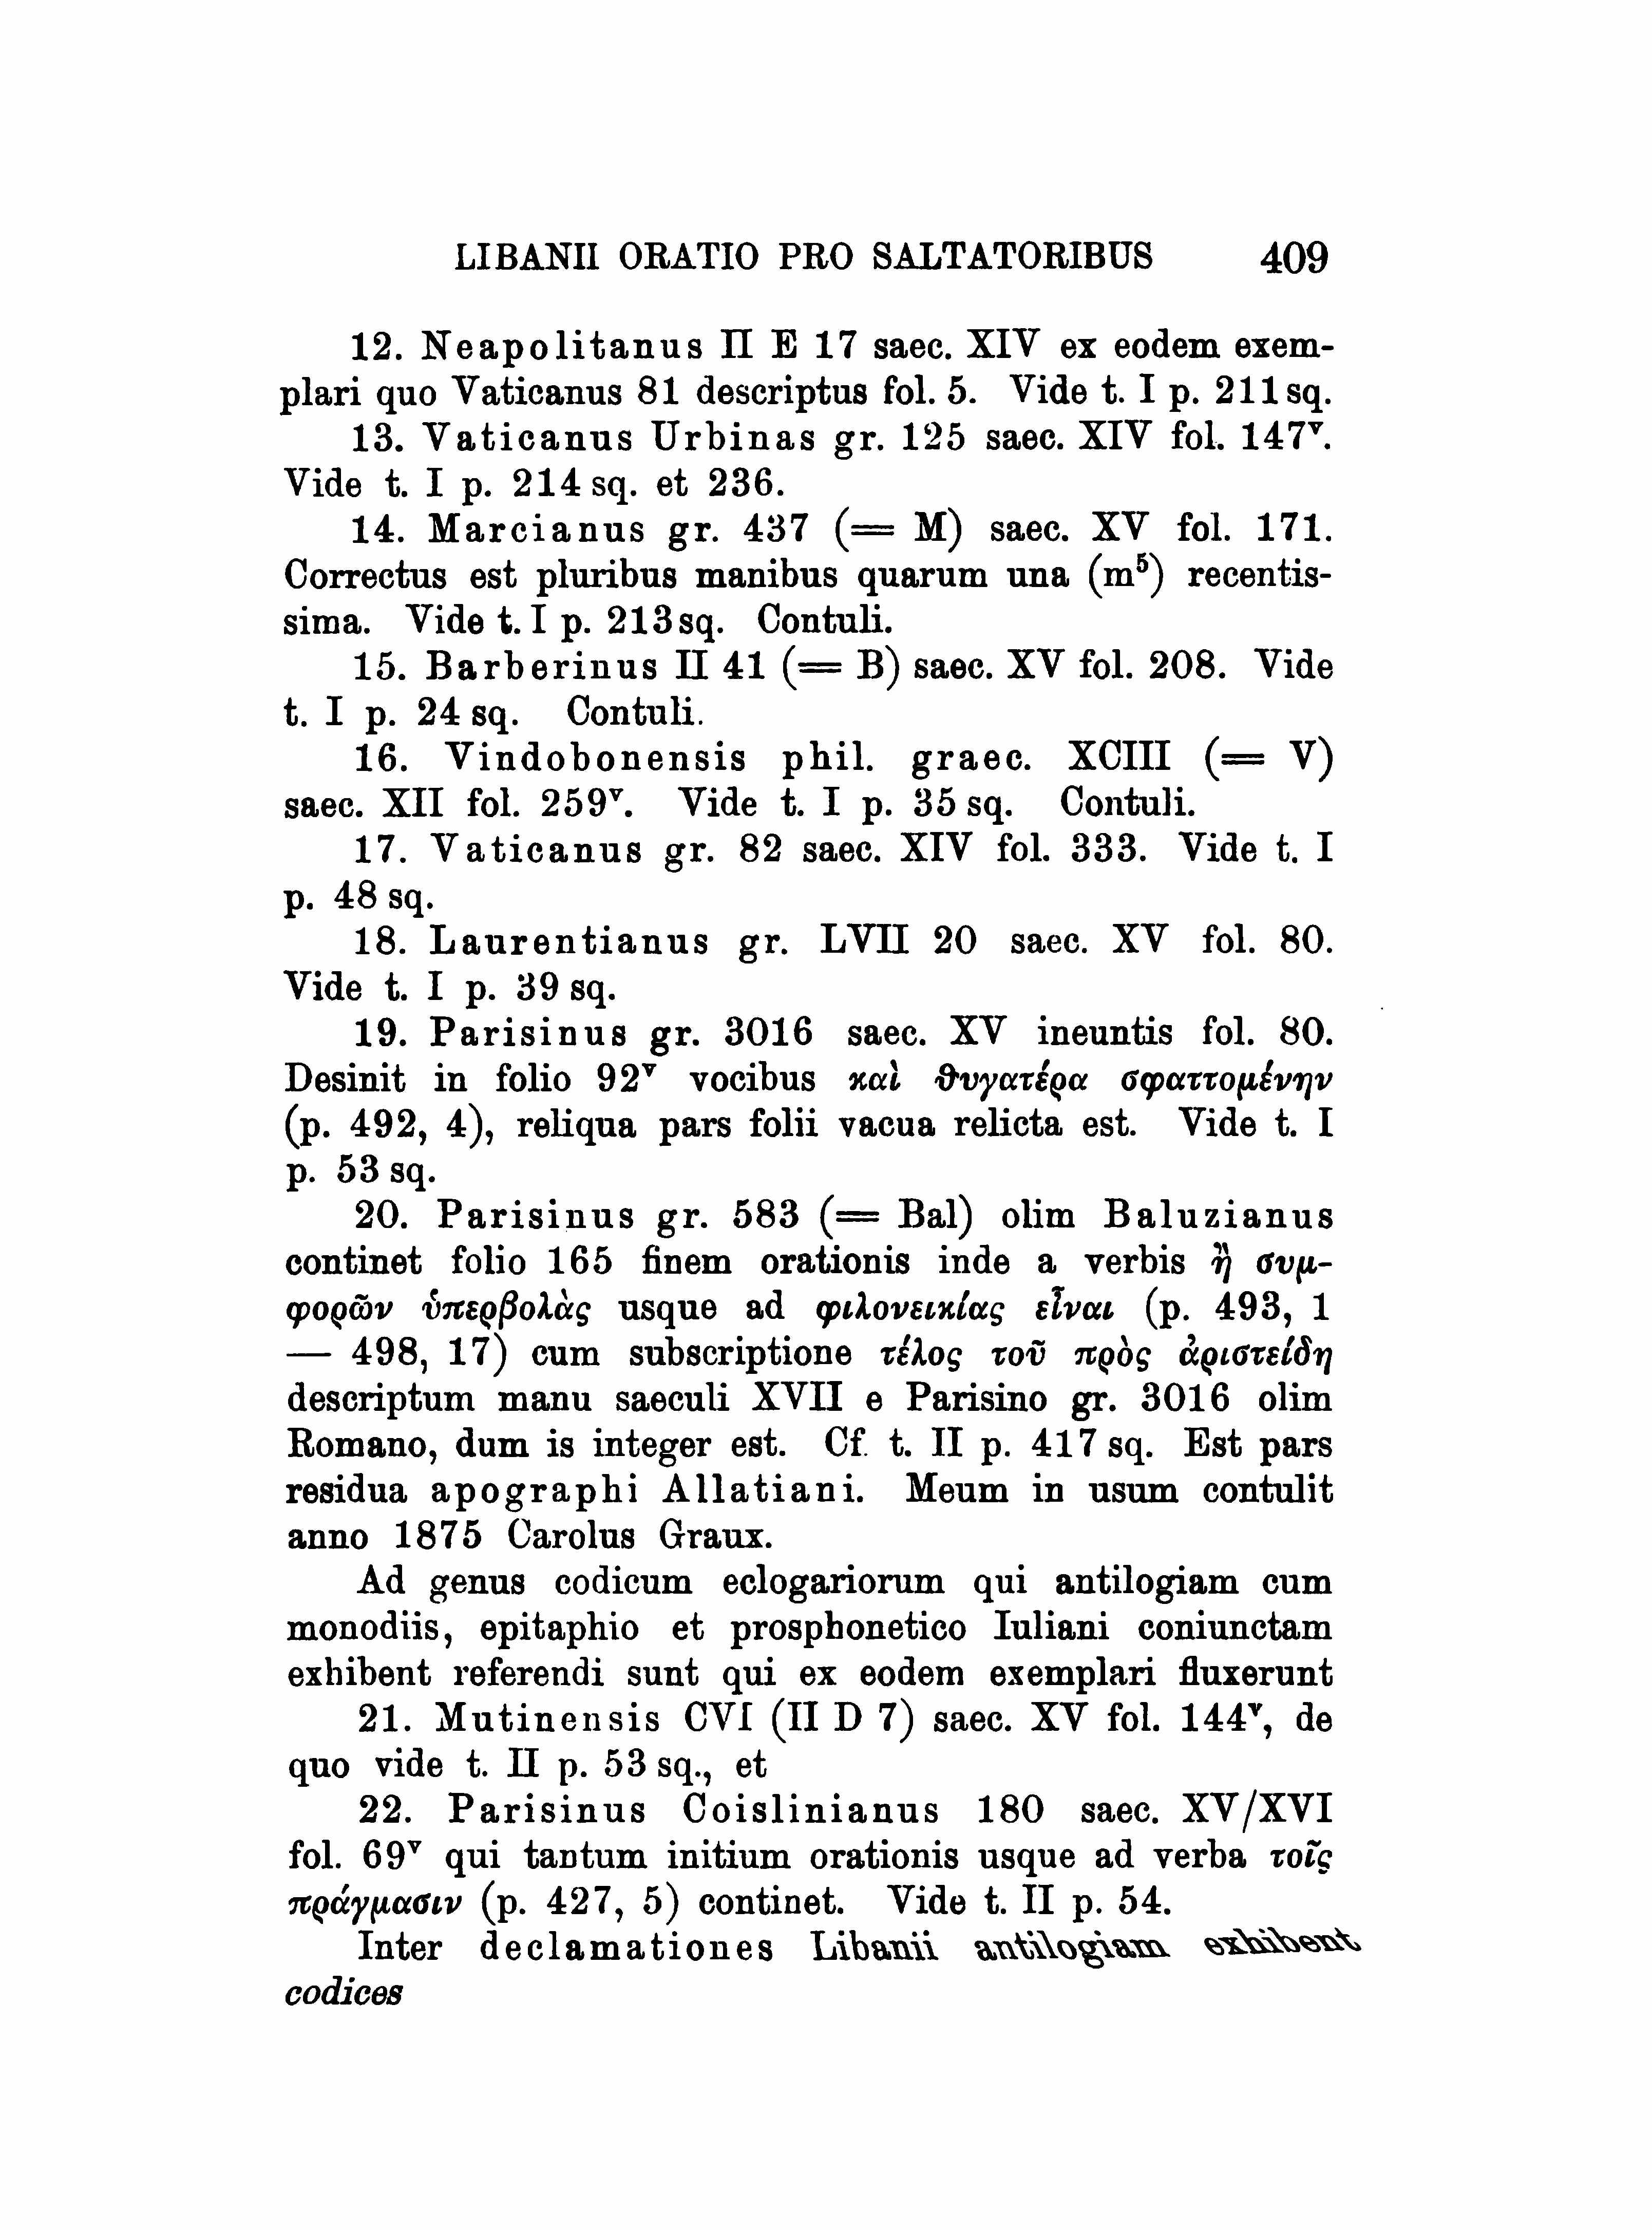 LIBANII ORATIO PRO SALTATORIBUS 409
12. Neapolitanus II E 17 saec. XIV ex eodem exem-
plari quo Vaticanus 81 descriptus fol. 5. Vide t. I p. 211 sq.
13. Vaticanus Urbinas gr. 125 saec. XIV fol. 147ᵛ.
Vide t. I p. 214 sq. et 236.
14. Marcianus gr. 437 (= M) saec. XV fol. 171.
Correctus est pluribus manibus quarum una (m⁵) recentis-
sima. Vide t. I p. 213 sq. Contuli.
15. Barberinus II 41 (= B) saec. XV fol. 208. Vide
t. I p. 24 sq. Contuli.
16. Vindobonensis phil. graec. XCIII (= V)
saec. XII fol. 259ᵛ. Vide t. I p. 35 sq. Contuli.
17. Vaticanus gr. 82 saec. XIV fol. 333. Vide t. I
p. 48 sq.
18. Laurentianus gr. LVII 20 saec. XV fol. 80.
Vide t. I p. 39 sq.
19. Parisinus gr. 3016 saec. XV ineuntis fol. 80.
Desinit in folio 92ᵛ vocibus καὶ ϑυγατέρα σφαττομένην
(p. 492, 4), reliqua pars folii vacua relicta est. Vide t. I
p. 53 sq.
20. Parisinus gr. 583 (= Bal) olim Baluzianus
continet folio 165 finem orationis inde a verbis ἢ συμ-
φορῶν ὑπερβολὰς usque ad φιλονεικίας εἶναι (p. 493, 1
— 498, 17) cum subscriptione τέλος τοῦ πρὸς ἀριστείδη
descriptum manu saeculi XVII e Parisino gr. 3016 olim
Romano, dum is integer est. Cf. t. II p. 417 sq. Est pars
residua apographi Allatiani. Meum in usum contulit
anno 1875 Carolus Graux.
Ad genus codicum eclogariorum qui antilogiam cum
monodiis, epitaphio et prosphonetico Iuliani coniunctam
exhibent referendi sunt qui ex eodem exemplari fluxerunt
21. Mutinensis CVI (II D 7) saec. XV fol. 144ᵛ, de
quo vide t. II p. 53 sq., et
22. Parisinus Coislinianus 180 saec. XV/XVI
fol. 69ᵛ qui tantum initium orationis usque ad verba τοῖς
πράγμασιν (p. 427, 5) continet. Vide t. II p. 54.
Inter declamationes Libanii antilogiam exhibent
codices